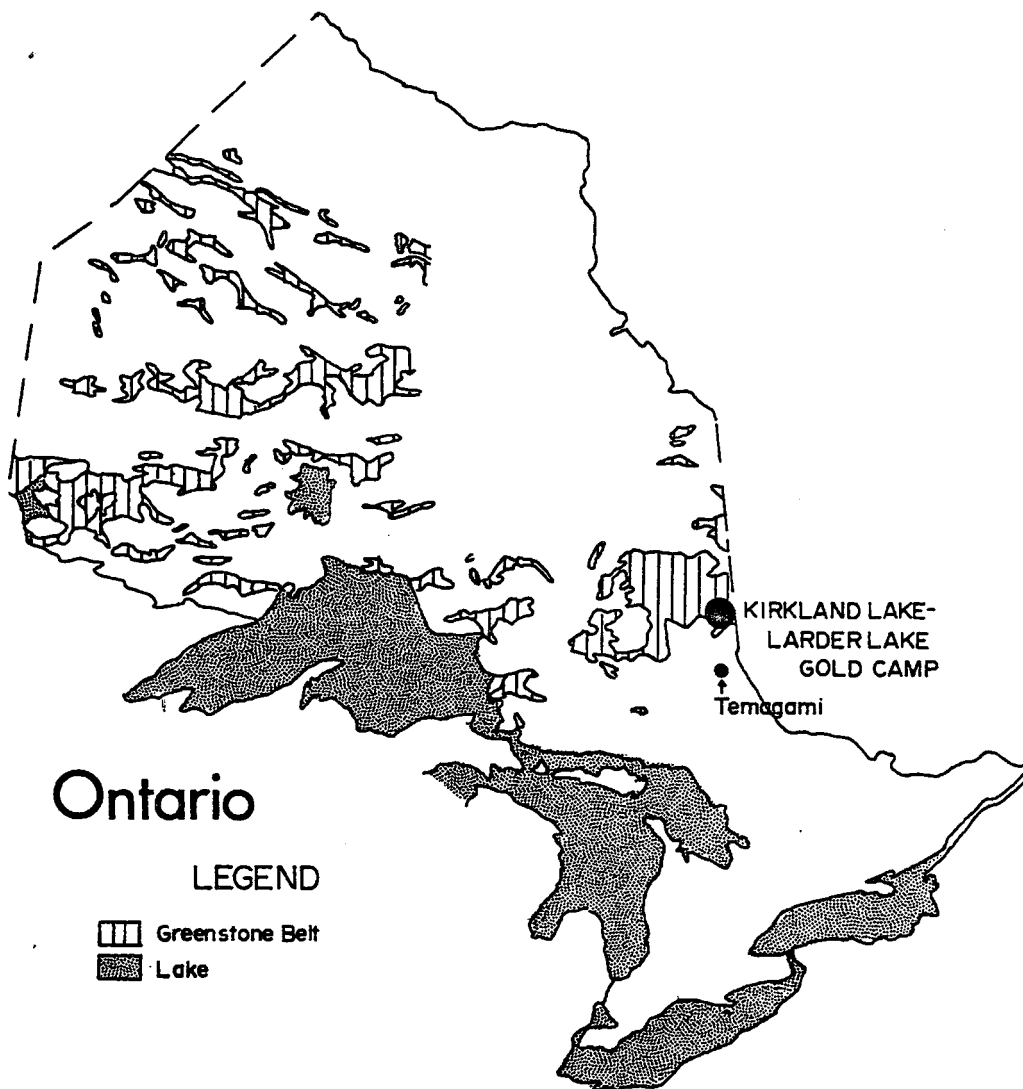 KIRKLAND LAKE-
LARDER LAKE
GOLD CAMP
Temagami
Ontario
LEGEND
Greenstone Belt
Lake